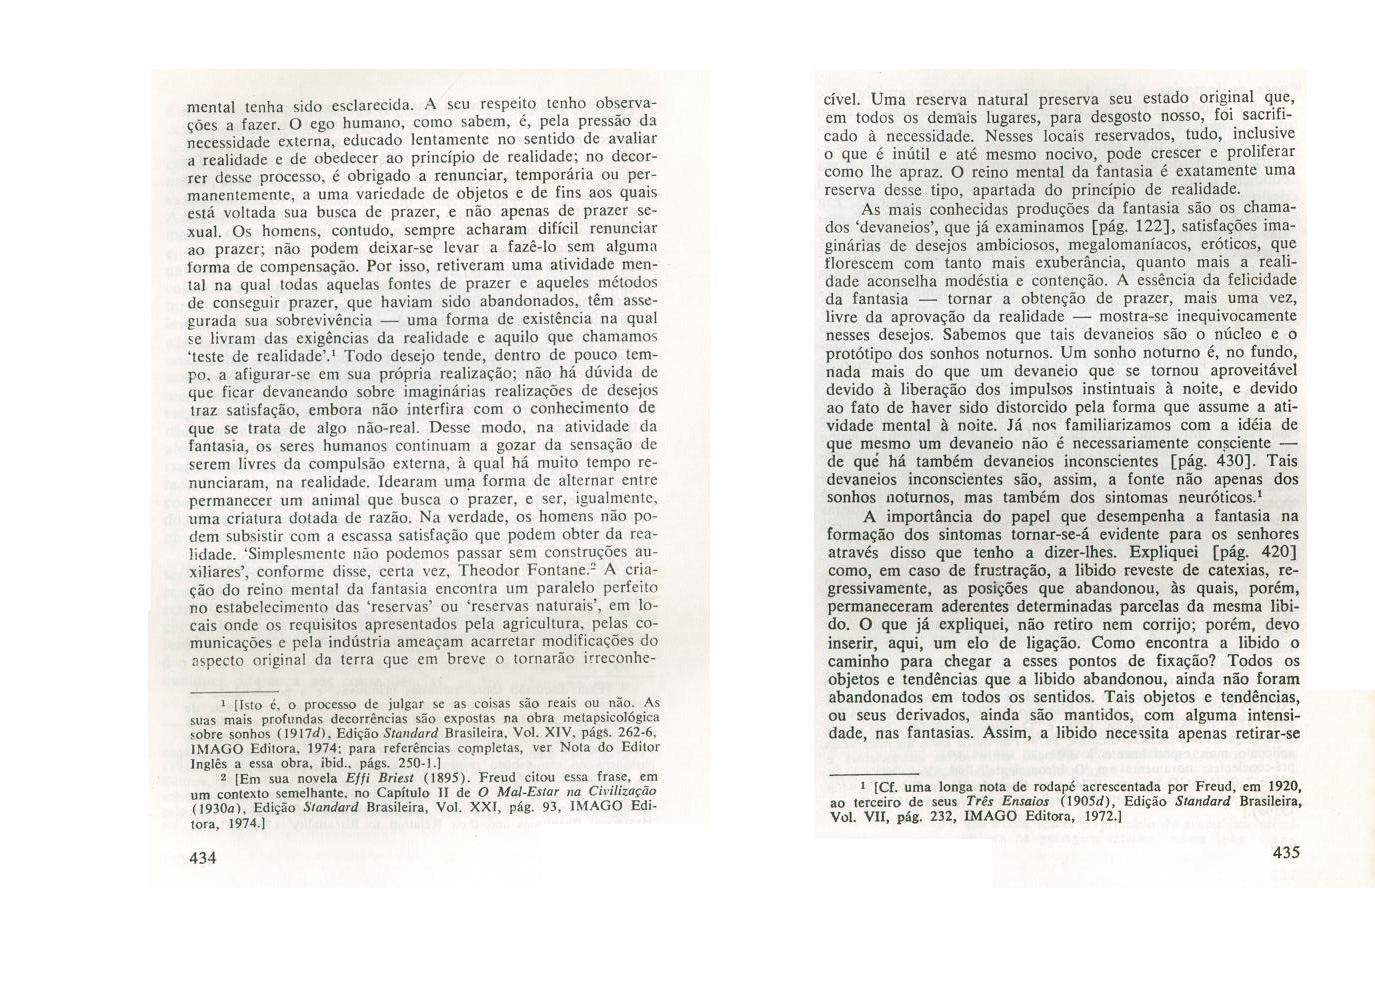 mental tenha sido esclarecida. A seu respeito tenho observa-
ções a fazer. O ego humano, como sabem, é, pela pressão da
necessidade externa, educado lentamente no sentido de avaliar
a realidade e de obedecer ao princípio de realidade; no decor-
rer desse processo, é obrigado a renunciar, temporária ou per-
manentemente, a uma variedade de objetos e de fins aos quais
está voltada sua busca de prazer, e não apenas de prazer se-
xual. Os homens, contudo, sempre acharam difícil renunciar
ao prazer; não podem deixar-se levar a fazê-lo sem alguma
forma de compensação. Por isso, retiveram uma atividade men-
tal na qual todas aquelas fontes de prazer e aqueles métodos
de conseguir prazer, que haviam sido abandonados, têm asse-
gurada sua sobrevivência — uma forma de existência na qual
se livram das exigências da realidade e aquilo que chamamos
‘teste de realidade’.¹ Todo desejo tende, dentro de pouco tem-
po, a afigurar-se em sua própria realização; não há dúvida de
que ficar devaneando sobre imaginárias realizações de desejos
traz satisfação, embora não interfira com o conhecimento de
que se trata de algo não-real. Desse modo, na atividade da
fantasia, os seres humanos continuam a gozar da sensação de
serem livres da compulsão externa, à qual há muito tempo re-
nunciaram, na realidade. Idearam uma forma de alternar entre
permanecer um animal que busca o prazer, e ser, igualmente,
uma criatura dotada de razão. Na verdade, os homens não po-
dem subsistir com a escassa satisfação que podem obter da rea-
lidade. ‘Simplesmente não podemos passar sem construções au-
xiliares’, conforme disse, certa vez, Theodor Fontane.² A cria-
ção do reino mental da fantasia encontra um paralelo perfeito
no estabelecimento das ‘reservas’ ou ‘reservas naturais’, em lo-
cais onde os requisitos apresentados pela agricultura, pelas co-
municações e pela indústria ameaçam acarretar modificações do
aspecto original da terra que em breve o tornarão irreconhe-
¹ [Isto é, o processo de julgar se as coisas são reais ou não. As
suas mais profundas decorrências são expostas na obra metapsicológica
sobre sonhos (1917d), Edição Standard Brasileira, Vol. XIV, págs. 262-6,
IMAGO Editora, 1974; para referências completas, ver Nota do Editor
Inglês a essa obra, ibid., págs. 250-1.]
² [Em sua novela Effi Briest (1895). Freud citou essa frase, em
um contexto semelhante, no Capítulo II de O Mal-Estar na Civilização
(1930a), Edição Standard Brasileira, Vol. XXI, pág. 93, IMAGO Edi-
tora, 1974.]
434
cível. Uma reserva natural preserva seu estado original que,
em todos os demais lugares, para desgosto nosso, foi sacrifi-
cado à necessidade. Nesses locais reservados, tudo, inclusive
o que é inútil e até mesmo nocivo, pode crescer e proliferar
como lhe apraz. O reino mental da fantasia é exatamente uma
reserva desse tipo, apartada do princípio de realidade.
As mais conhecidas produções da fantasia são os chama-
dos ‘devaneios’, que já examinamos [pág. 122], satisfações ima-
ginárias de desejos ambiciosos, megalomaníacos, eróticos, que
florescem com tanto mais exuberância, quanto mais a reali-
dade aconselha modéstia e contenção. A essência da felicidade
da fantasia — tornar a obtenção de prazer, mais uma vez,
livre da aprovação da realidade — mostra-se inequivocamente
nesses desejos. Sabemos que tais devaneios são o núcleo e o
protótipo dos sonhos noturnos. Um sonho noturno é, no fundo,
nada mais do que um devaneio que se tornou aproveitável
devido à liberação dos impulsos instintuais à noite, e devido
ao fato de haver sido distorcido pela forma que assume a ati-
vidade mental à noite. Já nos familiarizamos com a idéia de
que mesmo um devaneio não é necessariamente consciente —
de que há também devaneios inconscientes [pág. 430]. Tais
devaneios inconscientes são, assim, a fonte não apenas dos
sonhos noturnos, mas também dos sintomas neuróticos.¹
A importância do papel que desempenha a fantasia na
formação dos sintomas tornar-se-á evidente para os senhores
através disso que tenho a dizer-lhes. Expliquei [pág. 420]
como, em caso de frustração, a libido reveste de catexias, re-
gressivamente, as posições que abandonou, às quais, porém,
permaneceram aderentes determinadas parcelas da mesma libi-
do. O que já expliquei, não retiro nem corrijo; porém, devo
inserir, aqui, um elo de ligação. Como encontra a libido o
caminho para chegar a esses pontos de fixação? Todos os
objetos e tendências que a libido abandonou, ainda não foram
abandonados em todos os sentidos. Tais objetos e tendências,
ou seus derivados, ainda são mantidos, com alguma intensi-
dade, nas fantasias. Assim, a libido necessita apenas retirar-se
¹ [Cf. uma longa nota de rodapé acrescentada por Freud, em 1920,
ao terceiro de seus Três Ensaios (1905d), Edição Standard Brasileira,
Vol. VII, pág. 232, IMAGO Editora, 1972.]
435